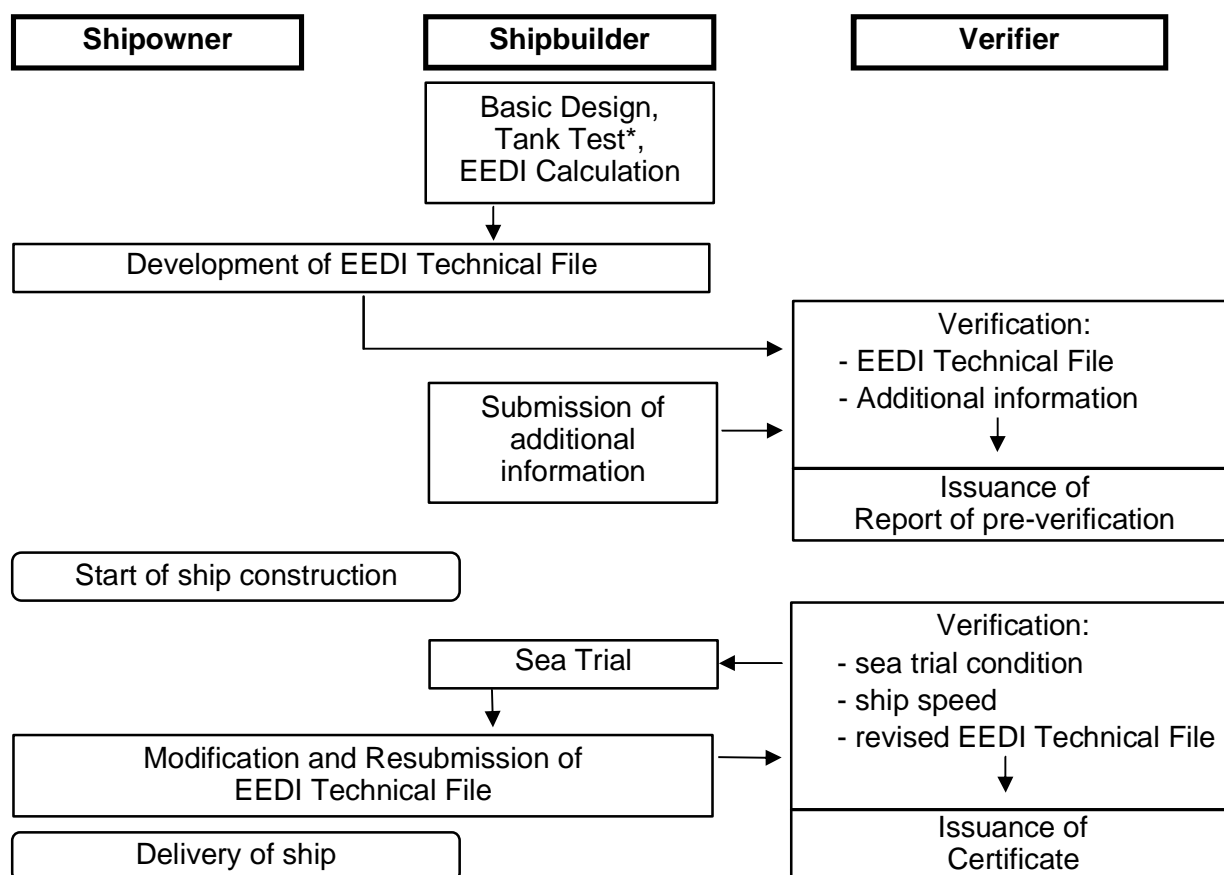 Shipowner
Shipbuilder
Verifier
Basic Design,
Tank Test*,
EEDI Calculation
Development of EEDI Technical File
Verification:
- EEDI Technical File
- Additional information
Submission of
additional
information
Issuance of
Report of pre-verification
Start of ship construction
Verification:
- sea trial condition
- ship speed
- revised EEDI Technical File
Sea Trial
Modification and Resubmission of
EEDI Technical File
Issuance of
Certificate
Delivery of ship